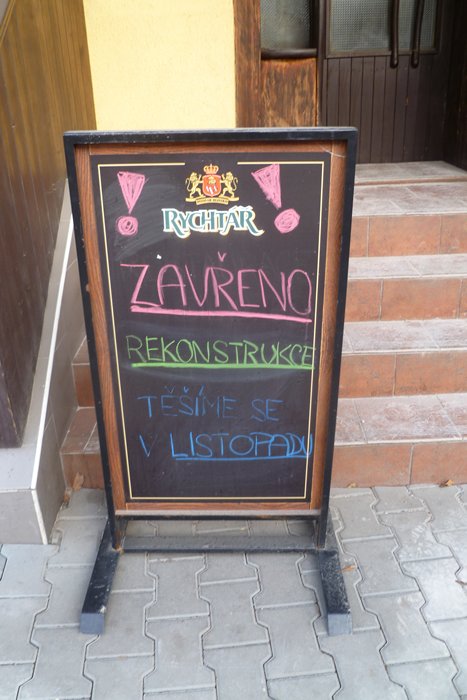 RYCHTÁŘ
ZAVŘENO
REKONSTRUKCE
TĚŠÍME SE
V LISTOPADU